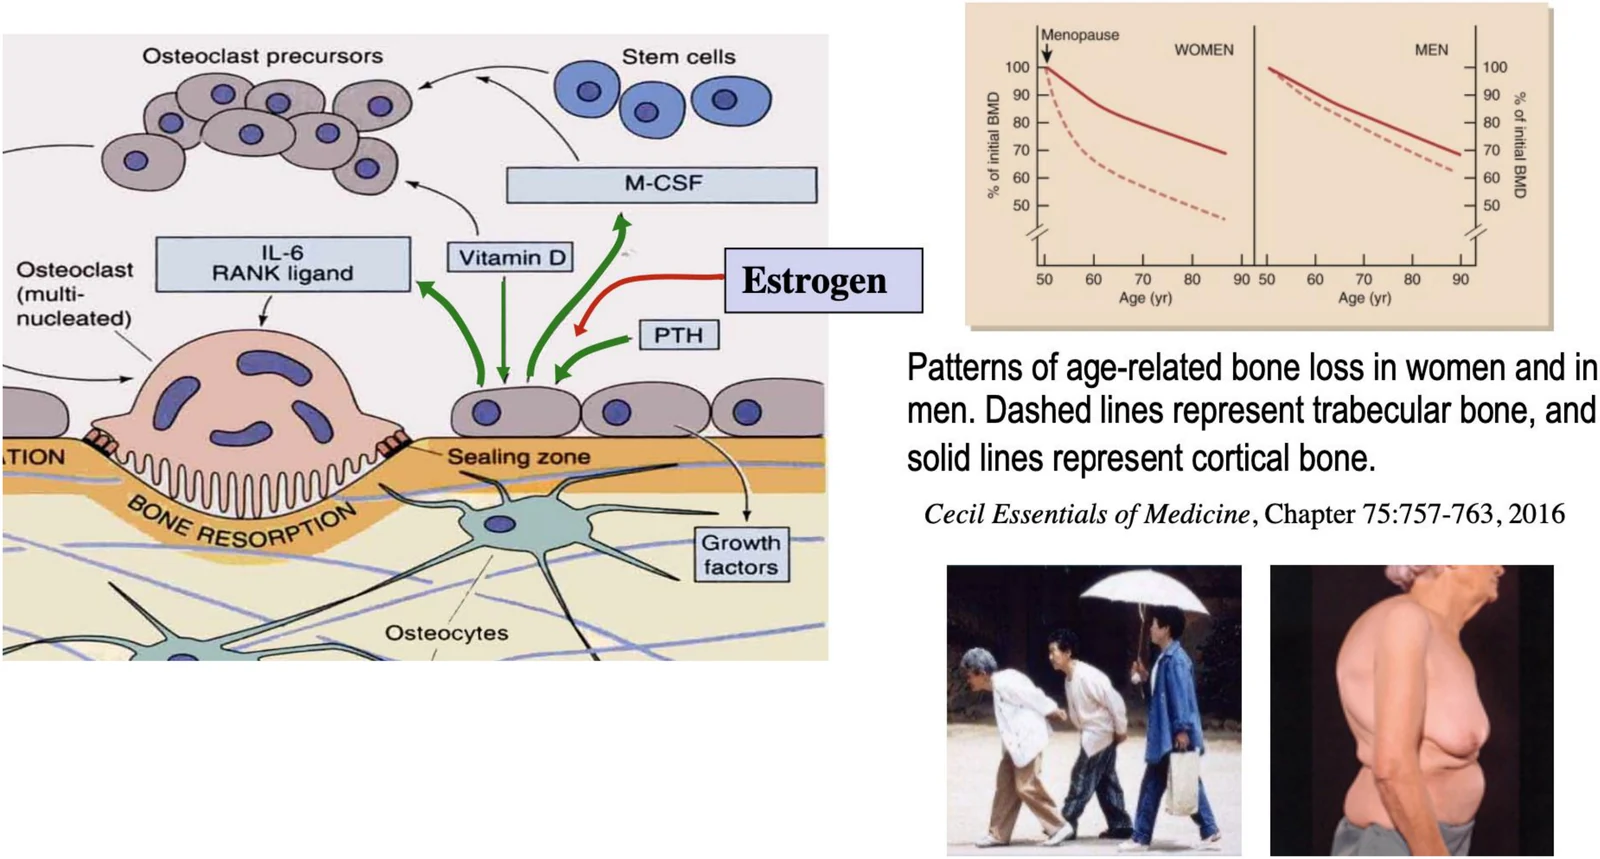 Osteoclast precursors
Stem cells
M-CSF
IL-6
RANK ligand
Vitamin D
Estrogen
PTH
Osteoclast
(multi-
nucleated)
ATION
Sealing zone
BONE RESORPTION
Growth
factors
Osteocytes
Menopause
WOMEN
MEN
% of initial BMD
100
90
80
70
60
50
50 60 70 80 90
Age (yr)
50 60 70 80 90
Age (yr)
100
90
80
70
60
50
% of initial BMD
Patterns of age-related bone loss in women and in
men. Dashed lines represent trabecular bone, and
solid lines represent cortical bone.
Cecil Essentials of Medicine, Chapter 75:757-763, 2016